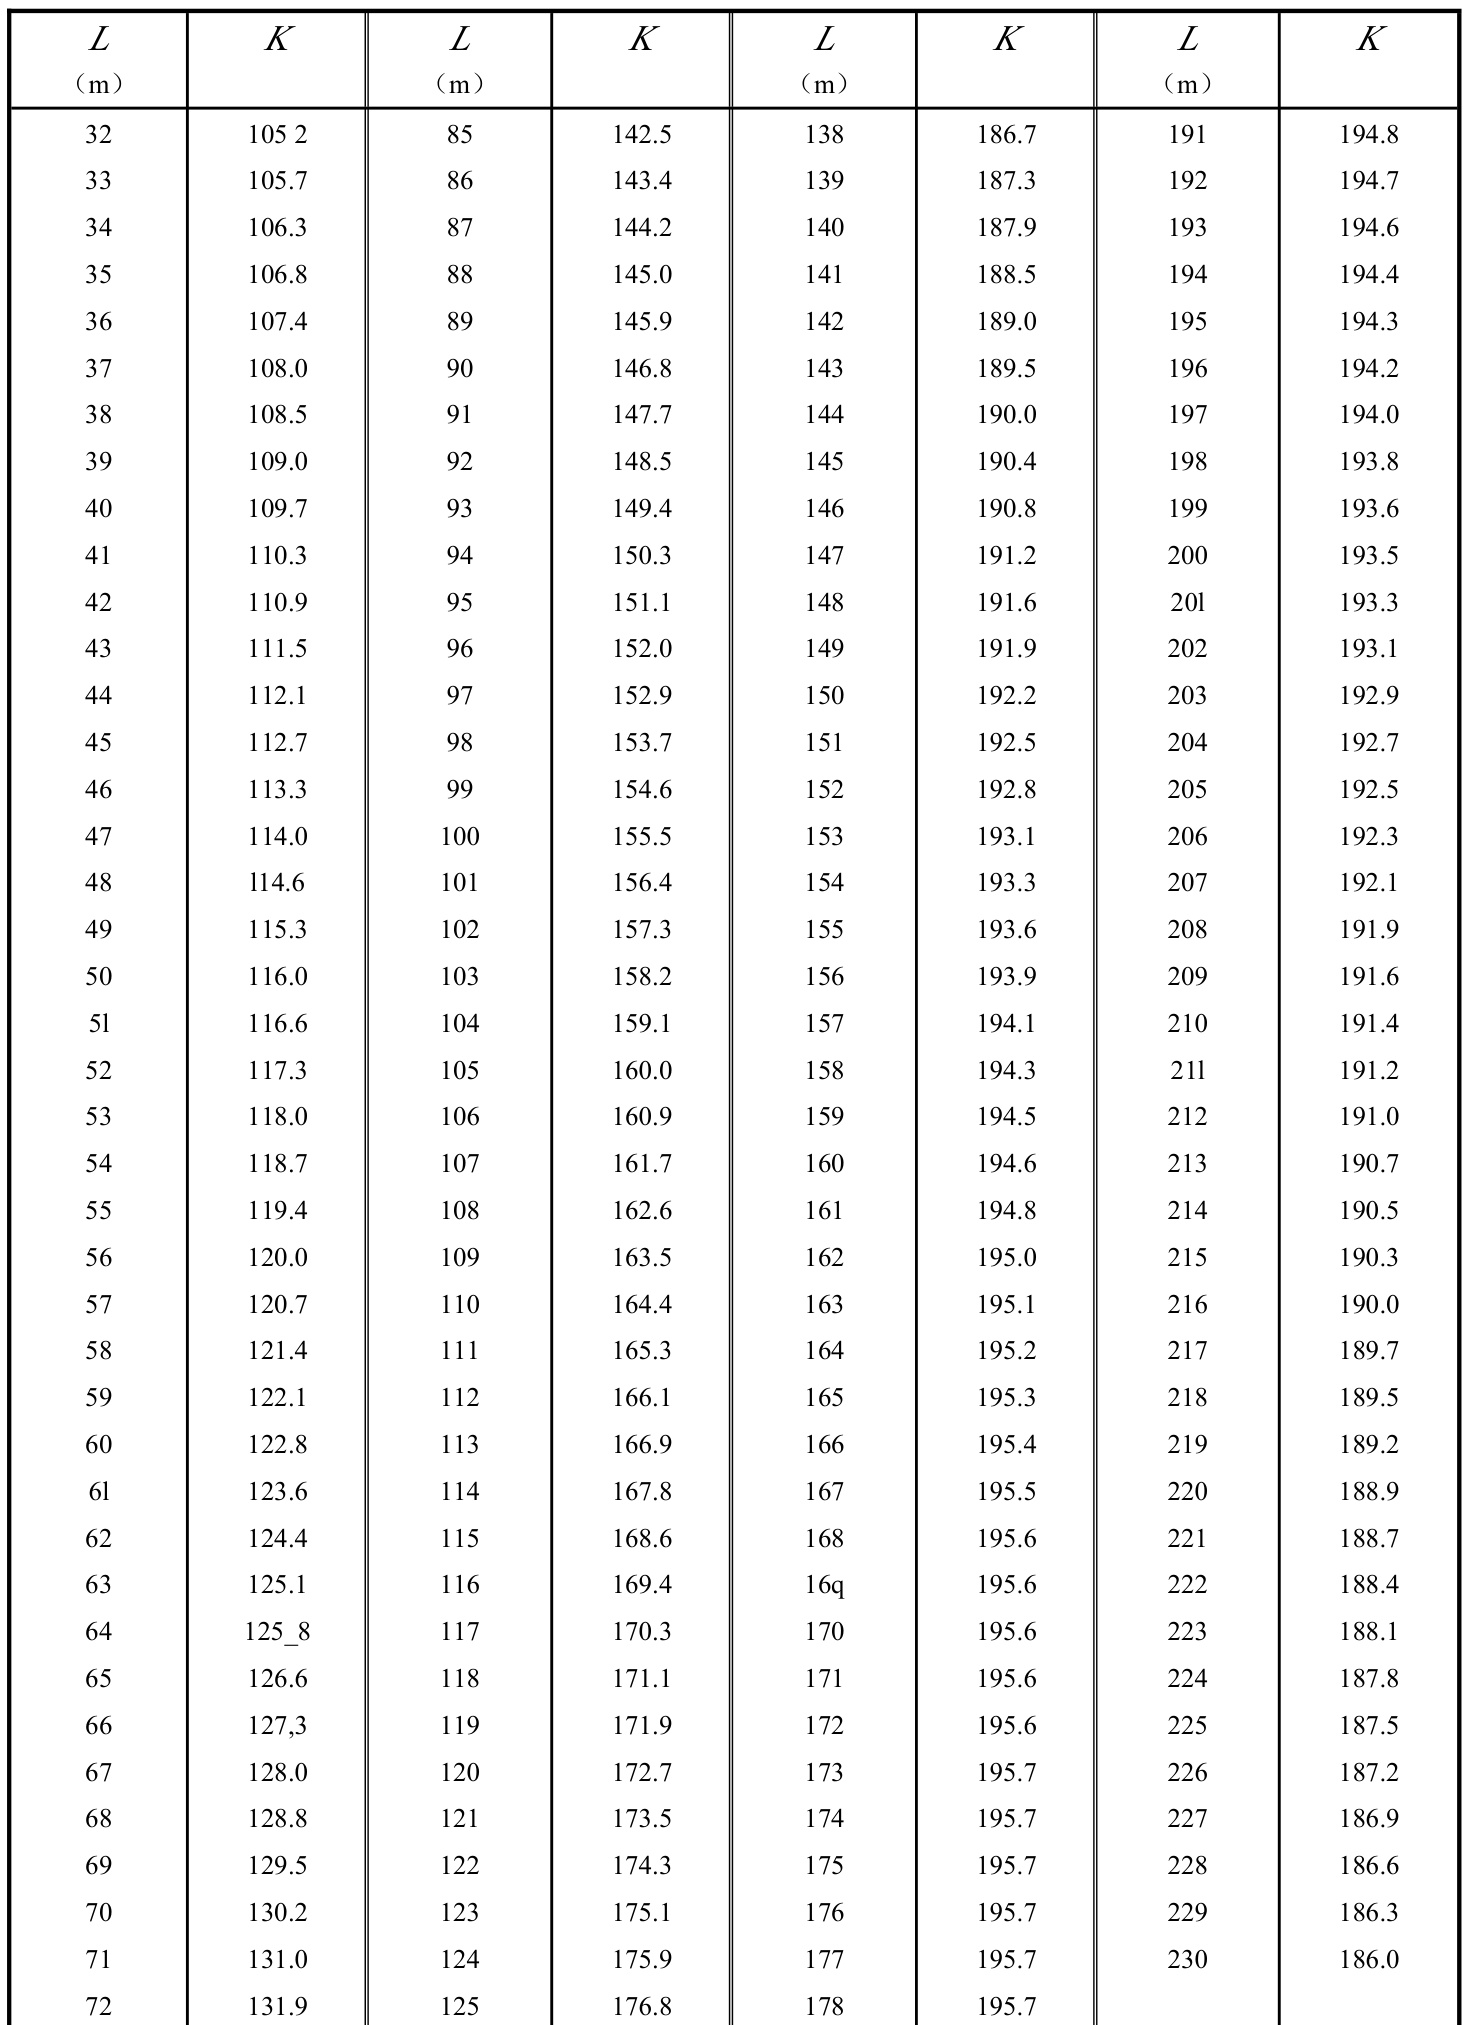 L K L K L K L K
（m） （m） （m） （m）
32 105 2 85 142.5 138 186.7 191 194.8
33 105.7 86 143.4 139 187.3 192 194.7
34 106.3 87 144.2 140 187.9 193 194.6
35 106.8 88 145.0 141 188.5 194 194.4
36 107.4 89 145.9 142 189.0 195 194.3
37 108.0 90 146.8 143 189.5 196 194.2
38 108.5 91 147.7 144 190.0 197 194.0
39 109.0 92 148.5 145 190.4 198 193.8
40 109.7 93 149.4 146 190.8 199 193.6
41 110.3 94 150.3 147 191.2 200 193.5
42 110.9 95 151.1 148 191.6 20l 193.3
43 111.5 96 152.0 149 191.9 202 193.1
44 112.1 97 152.9 150 192.2 203 192.9
45 112.7 98 153.7 151 192.5 204 192.7
46 113.3 99 154.6 152 192.8 205 192.5
47 114.0 100 155.5 153 193.1 206 192.3
48 l14.6 101 156.4 154 193.3 207 192.1
49 115.3 102 157.3 155 193.6 208 191.9
50 116.0 103 158.2 156 193.9 209 191.6
5l 116.6 104 159.1 157 194.1 210 191.4
52 117.3 105 160.0 158 194.3 21l 191.2
53 118.0 106 160.9 159 194.5 212 191.0
54 118.7 107 161.7 160 194.6 213 190.7
55 119.4 108 162.6 161 194.8 214 190.5
56 120.0 109 163.5 162 195.0 215 190.3
57 120.7 110 164.4 163 195.1 216 190.0
58 121.4 111 165.3 164 195.2 217 189.7
59 122.1 112 166.1 165 195.3 218 189.5
60 122.8 113 166.9 166 195.4 219 189.2
6l 123.6 114 167.8 167 195.5 220 188.9
62 124.4 115 168.6 168 195.6 221 188.7
63 125.1 116 169.4 16q 195.6 222 188.4
64 125_8 117 170.3 170 195.6 223 188.1
65 126.6 118 171.1 171 195.6 224 187.8
66 127,3 119 171.9 172 195.6 225 187.5
67 128.0 120 172.7 173 195.7 226 187.2
68 128.8 121 173.5 174 195.7 227 186.9
69 129.5 122 174.3 175 195.7 228 186.6
70 130.2 123 175.1 176 195.7 229 186.3
71 131.0 124 175.9 177 195.7 230 186.0
72 131.9 125 176.8 178 195.7